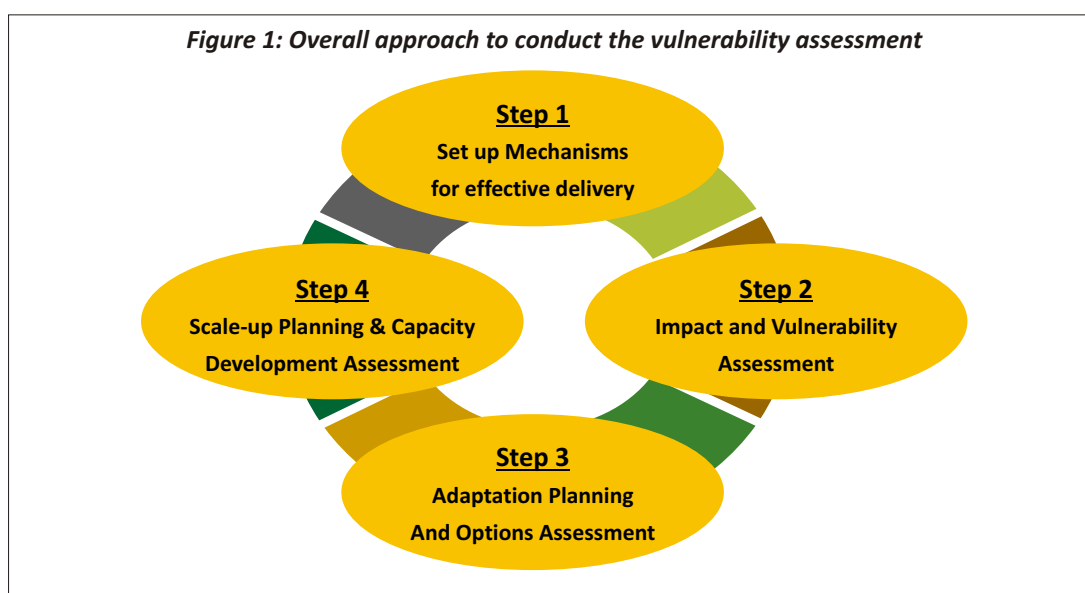 Figure 1: Overall approach to conduct the vulnerability assessment
Step 1
Set up Mechanisms
for effective delivery
Step 2
Impact and Vulnerability
Assessment
Step 3
Adaptation Planning
And Options Assessment
Step 4
Scale-up Planning & Capacity
Development Assessment